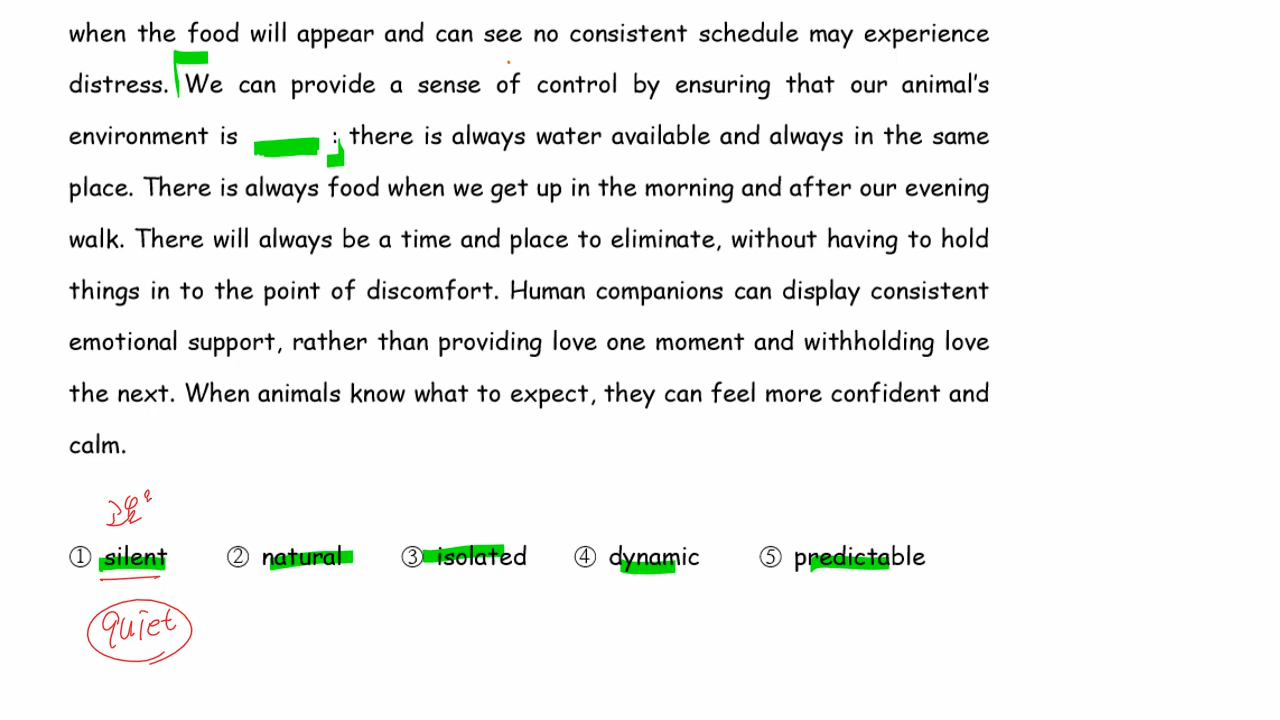 when the food will appear and can see no consistent schedule may experience
distress. We can provide a sense of control by ensuring that our animal's
environment is : there is always water available and always in the same
place. There is always food when we get up in the morning and after our evening
walk. There will always be a time and place to eliminate, without having to hold
things in to the point of discomfort. Human companions can display consistent
emotional support, rather than providing love one moment and withholding love
the next. When animals know what to expect, they can feel more confident and
calm.
① silent ② natural ③ isolated ④ dynamic ⑤ predictable
quiet